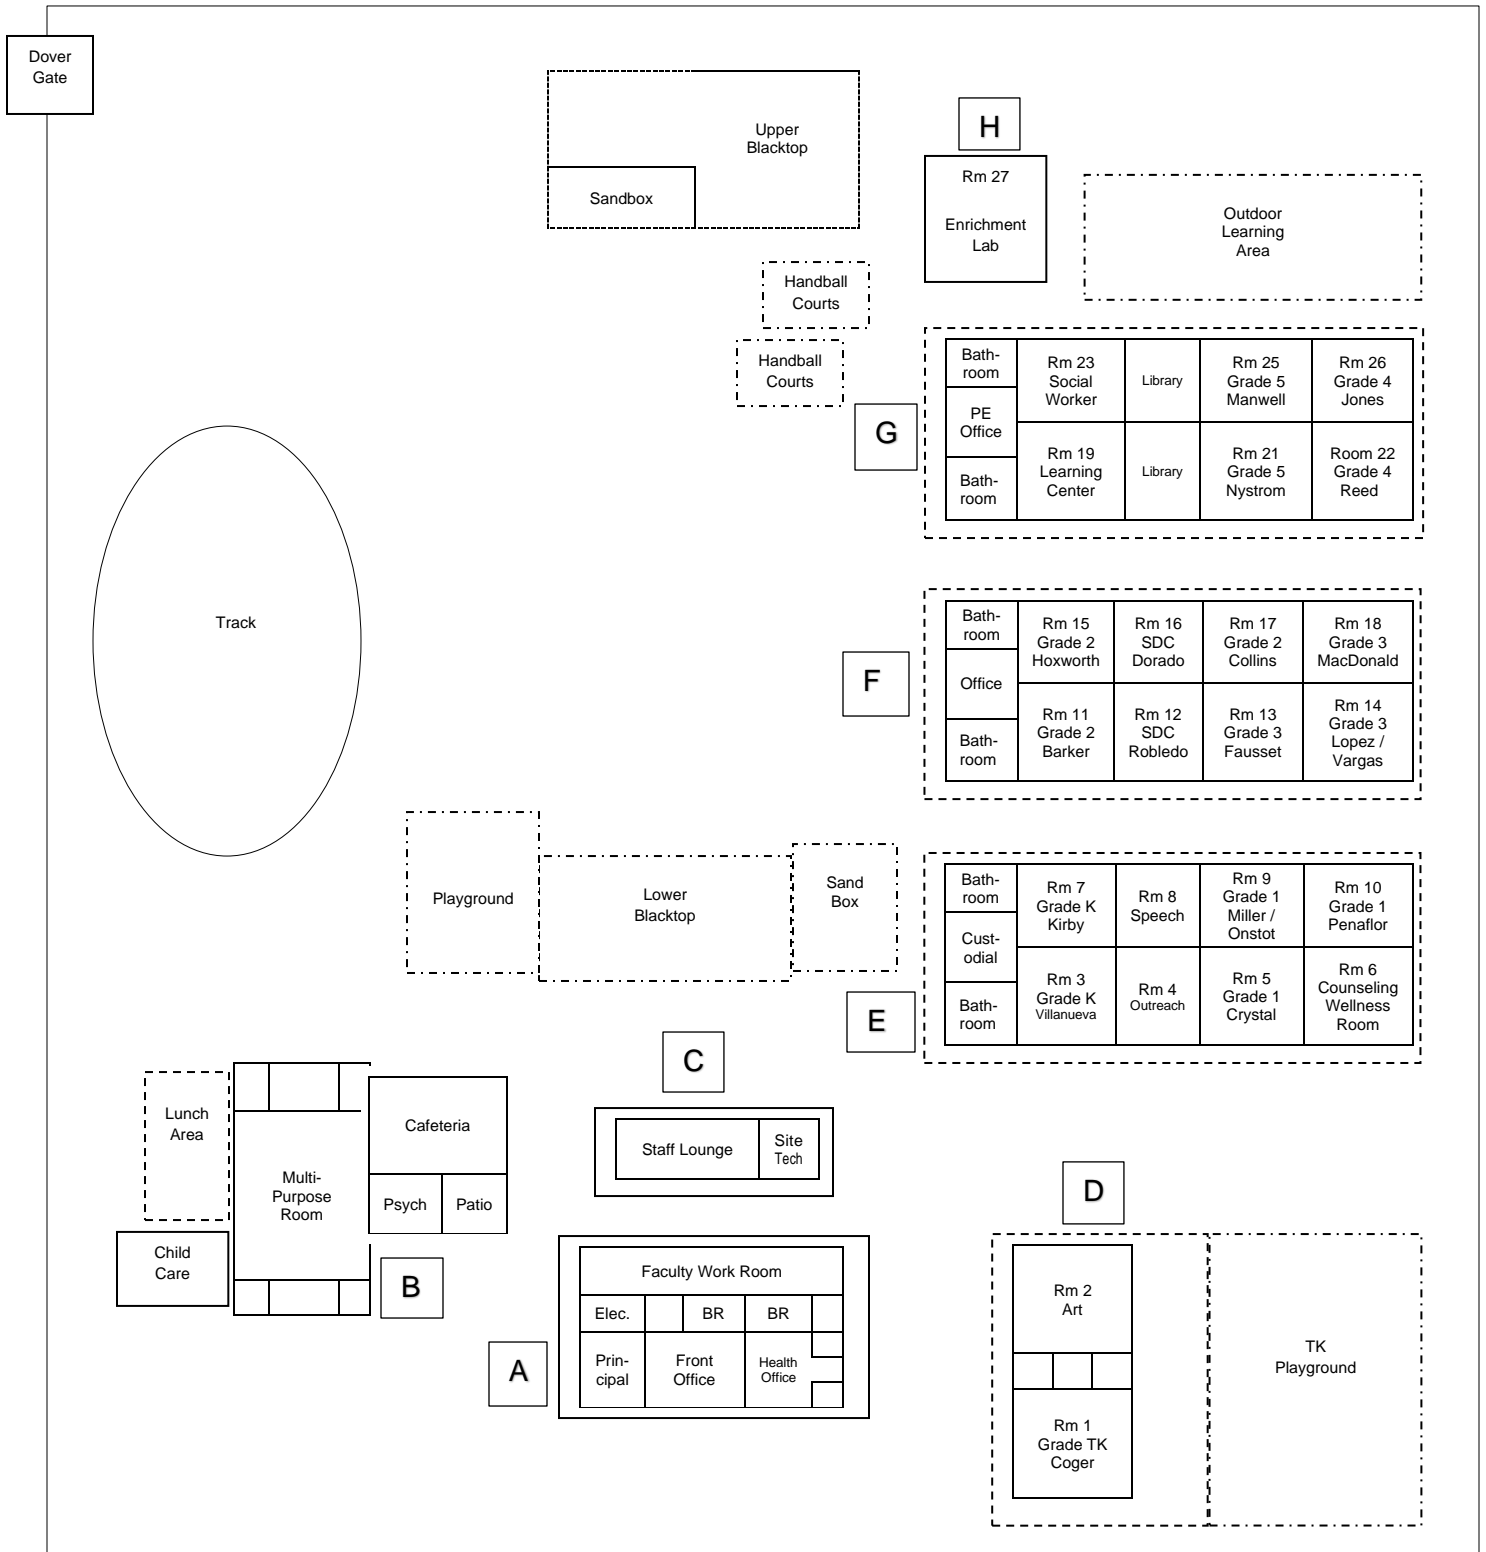 Dover
Gate
Upper
Blacktop
Sandbox
H
Rm 27
Enrichment
Lab
Outdoor
Learning
Area
Handball
Courts
Handball
Courts
G
Bath-
room
PE
Office
Bath-
room
Rm 23
Social
Worker
Library
Rm 25
Grade 5
Manwell
Rm 26
Grade 4
Jones
Rm 19
Learning
Center
Library
Rm 21
Grade 5
Nystrom
Room 22
Grade 4
Reed
Track
F
Bath-
room
Office
Bath-
room
Rm 15
Grade 2
Hoxworth
Rm 16
SDC
Dorado
Rm 17
Grade 2
Collins
Rm 18
Grade 3
MacDonald
Rm 11
Grade 2
Barker
Rm 12
SDC
Robledo
Rm 13
Grade 3
Fausset
Rm 14
Grade 3
Lopez /
Vargas
Playground
Lower
Blacktop
Sand
Box
E
Bath-
room
Cust-
odial
Bath-
room
Rm 7
Grade K
Kirby
Rm 8
Speech
Rm 9
Grade 1
Miller /
Onstot
Rm 10
Grade 1
Penaflor
Rm 3
Grade K
Villanueva
Rm 4
Outreach
Rm 5
Grade 1
Crystal
Rm 6
Counseling
Wellness
Room
C
Staff Lounge
Site
Tech
Lunch
Area
Cafeteria
Multi-
Purpose
Room
Psych
Patio
Child
Care
B
D
Rm 2
Art
TK
Playground
Rm 1
Grade TK
Coger
A
Faculty Work Room
Elec.
BR
BR
Prin-
cipal
Front
Office
Health
Office